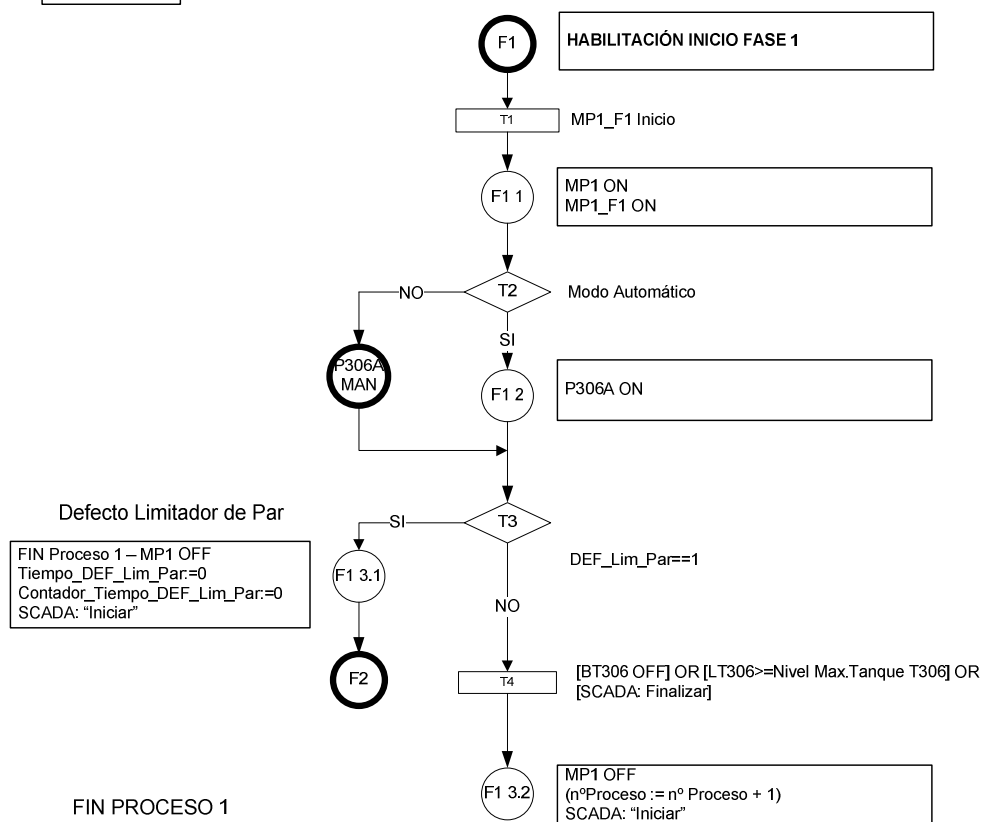 F1
HABILITACIÓN INICIO FASE 1
T1
MP1_F1 Inicio
F1 1
MP1 ON
MP1_F1 ON
NO
T2
Modo Automático
SI
P306A
MAN
F1 2
P306A ON
Defecto Limitador de Par
SI
T3
FIN Proceso 1 – MP1 OFF
Tiempo_DEF_Lim_Par:=0
Contador_Tiempo_DEF_Lim_Par:=0
SCADA: “Iniciar”
F1 3.1
DEF_Lim_Par==1
NO
F2
T4
[BT306 OFF] OR [LT306>=Nivel Max.Tanque T306] OR
[SCADA: Finalizar]
FIN PROCESO 1
F1 3.2
MP1 OFF
(nºProceso := nº Proceso + 1)
SCADA: “Iniciar”